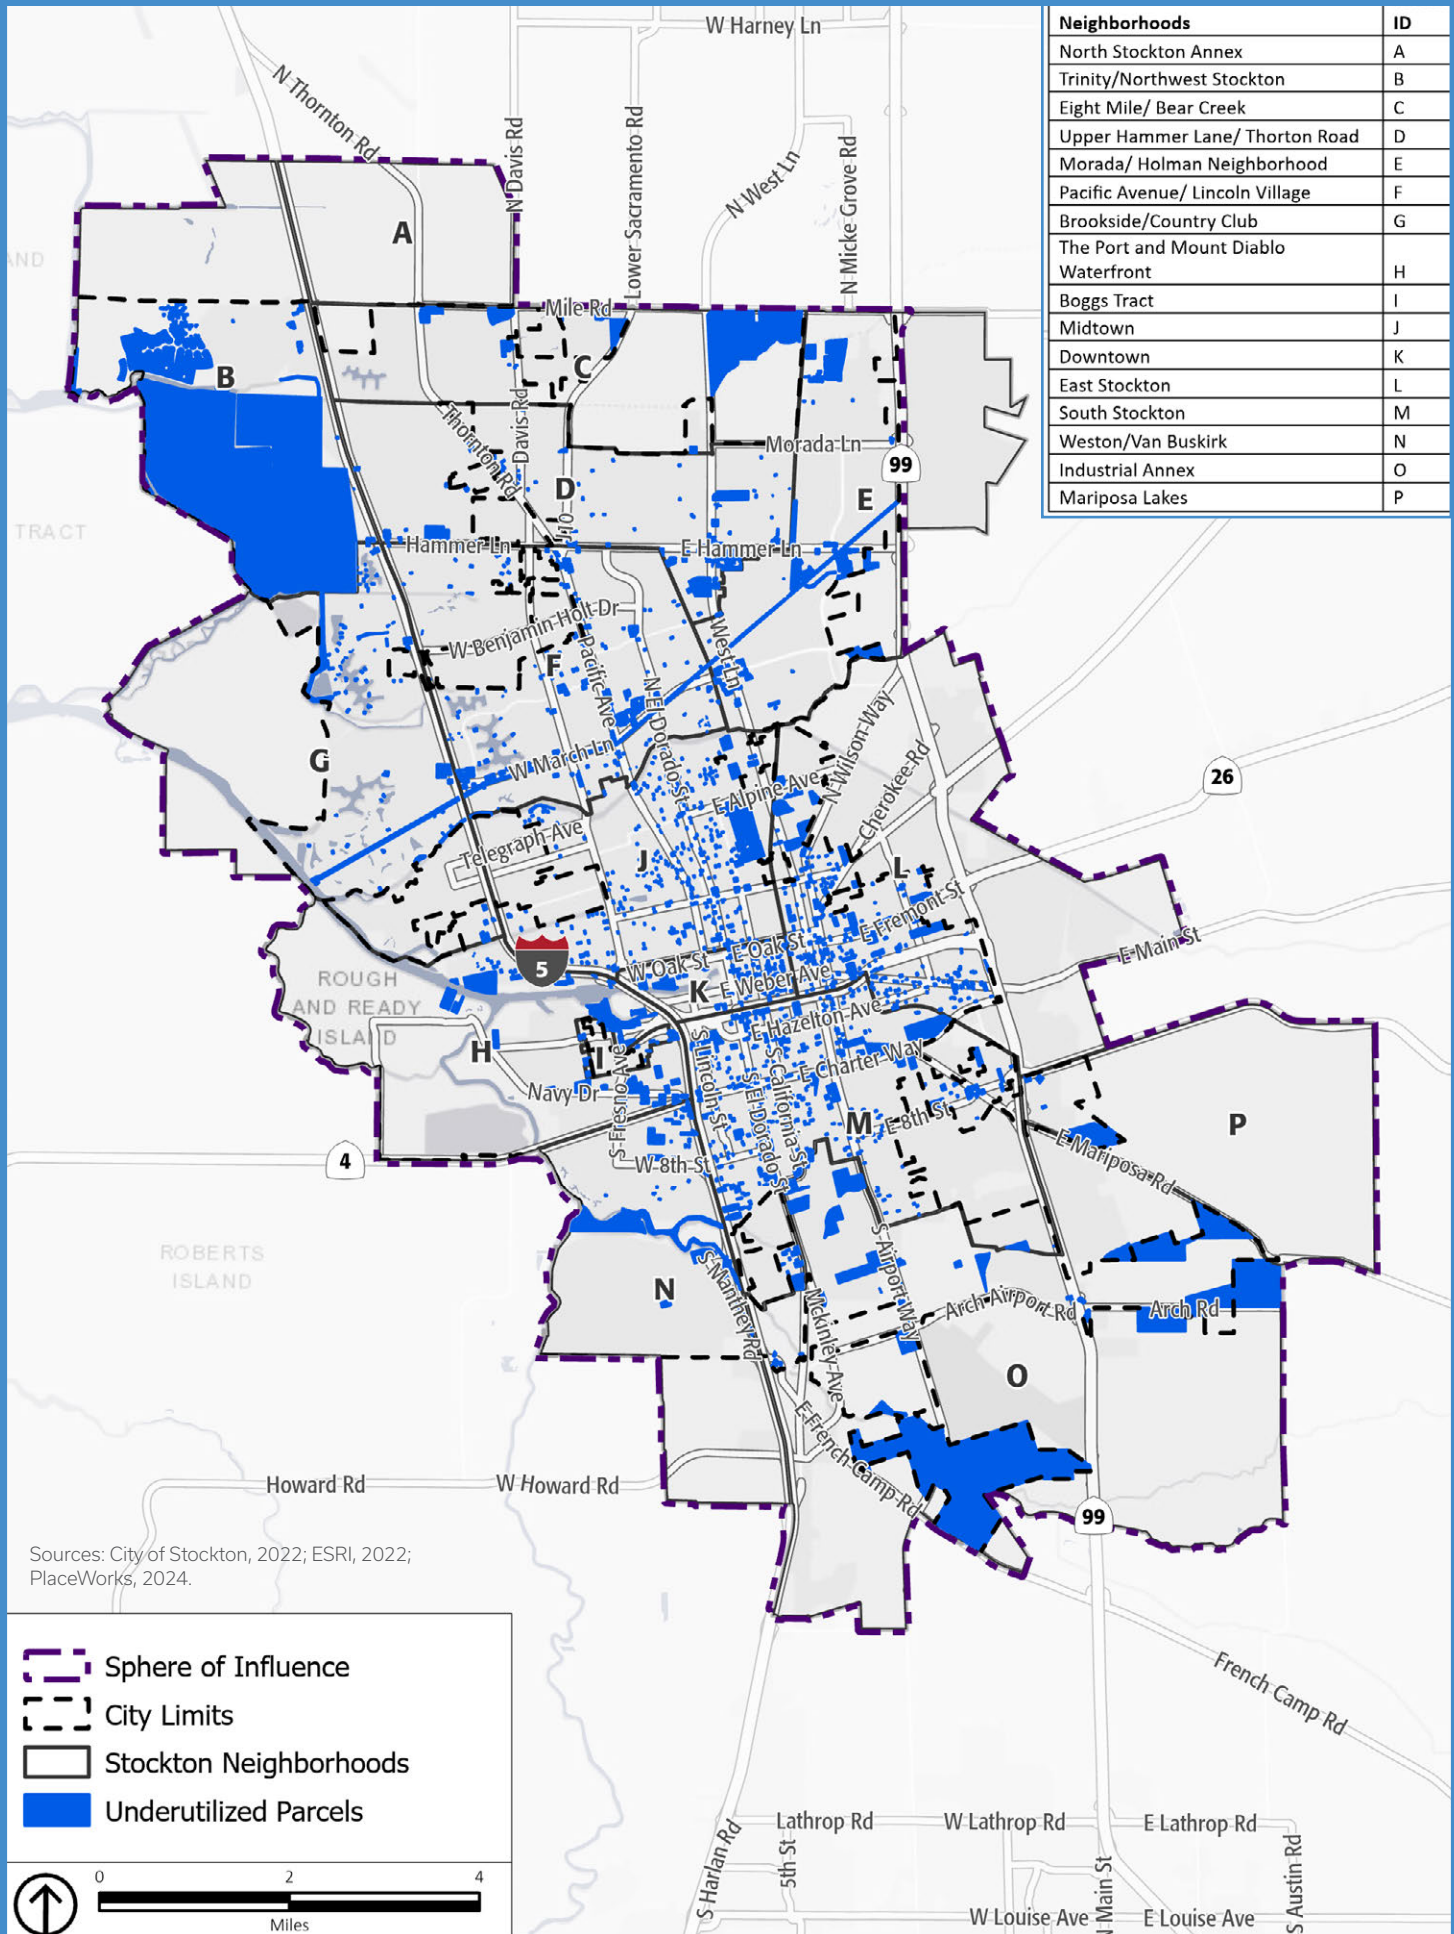 Neighborhoods ID
North Stockton Annex A
Trinity/Northwest Stockton B
Eight Mile/ Bear Creek C
Upper Hammer Lane/ Thorton Road D
Morada/ Holman Neighborhood E
Pacific Avenue/ Lincoln Village F
Brookside/Country Club G
The Port and Mount Diablo
Waterfront H
Boggs Tract I
Midtown J
Downtown K
East Stockton L
South Stockton M
Weston/Van Buskirk N
Industrial Annex O
Mariposa Lakes P
W Harney Ln
N Thornton Rd
N Davis Rd
Lower Sacramento Rd
N West Ln
N Micke Grove Rd
A
AND
Mile Rd
B
C
Thornton Rd
Davis Rd
Morada Ln
99
D
E
J 10
TRACT
Hammer Ln
E Hammer Ln
W Benjamin Holt Dr
F
Pacific Ave
West Ln
N El Dorado St
G
W March Ln
N Wilson Way
Cherokee Rd
26
E Alpine Ave
Telegraph Ave
J
L
E Fremont St
E Main St
5
W Oak St
E Oak St
ROUGH
AND READY
ISLAND
K
E Weber Ave
E Hazelton Ave
H
I
S Fresno Ave
S Lincoln St
S El Dorado St
S California St
E Charter Way
Navy Dr
M
E 8th St
P
4
W 8th St
E Mariposa Rd
ROBERTS
ISLAND
N
S Manthey Rd
Mckinley Ave
S Airport Way
Arch Airport Rd
Arch Rd
O
E French Camp Rd
Howard Rd
W Howard Rd
99
Sources: City of Stockton, 2022; ESRI, 2022;
PlaceWorks, 2024.
Sphere of Influence
City Limits
Stockton Neighborhoods
Underutilized Parcels
0 2 4
Miles
French Camp Rd
S Harlan Rd
Lathrop Rd
W Lathrop Rd
E Lathrop Rd
5th St
N Main St
S Austin Rd
W Louise Ave
E Louise Ave